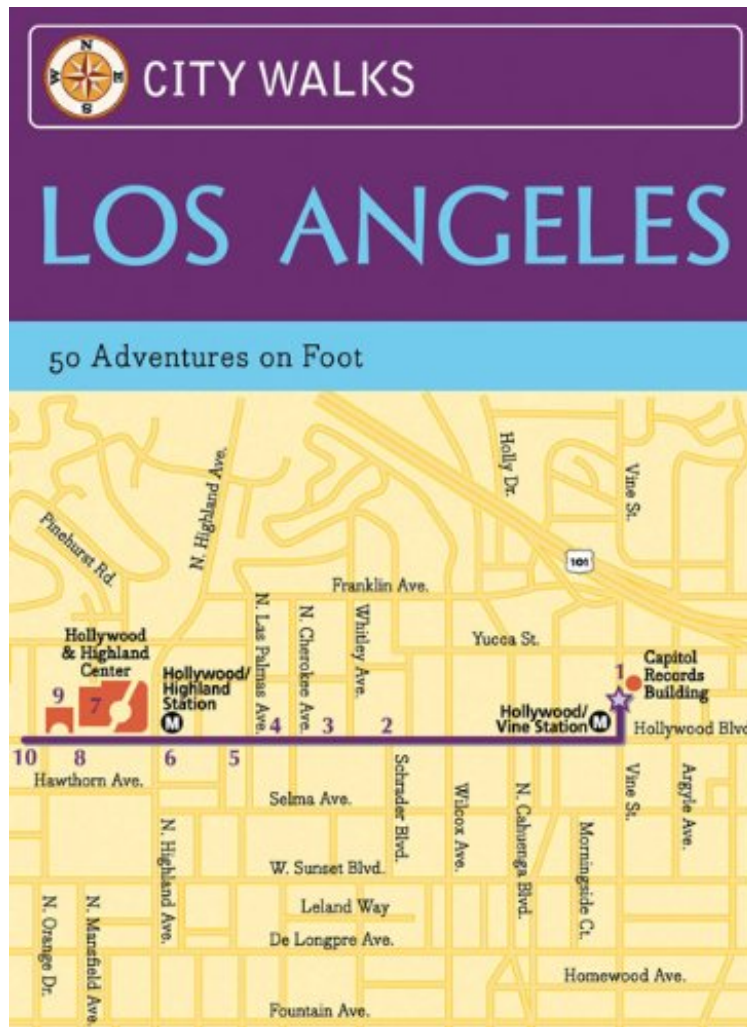 N
E
S
W
CITY WALKS
LOS ANGELES
50 Adventures on Foot
Holly Dr.
Vine St.
N. Highland Ave.
Pinehurst Rd.
101
Franklin Ave.
N. Las Palmas Ave.
N. Cherokee Ave.
Whitley Ave.
Yucca St.
Hollywood
& Highland
Center
Hollywood/
Highland
Station
M
1
Capitol
Records
Building
9
7
4
3
2
Hollywood/
Vine Station
M
Hollywood Blvd
10
8
6
5
Hawthorn Ave.
Selma Ave.
Schrader Blvd.
Wilcox Ave.
N. Cahuenga Blvd.
Morningside Ct.
Vine St.
Argyle Ave.
N. Highland Ave.
W. Sunset Blvd.
Leland Way
De Longpre Ave.
N. Orange Dr.
N. Mansfield Ave.
Homewood Ave.
Fountain Ave.